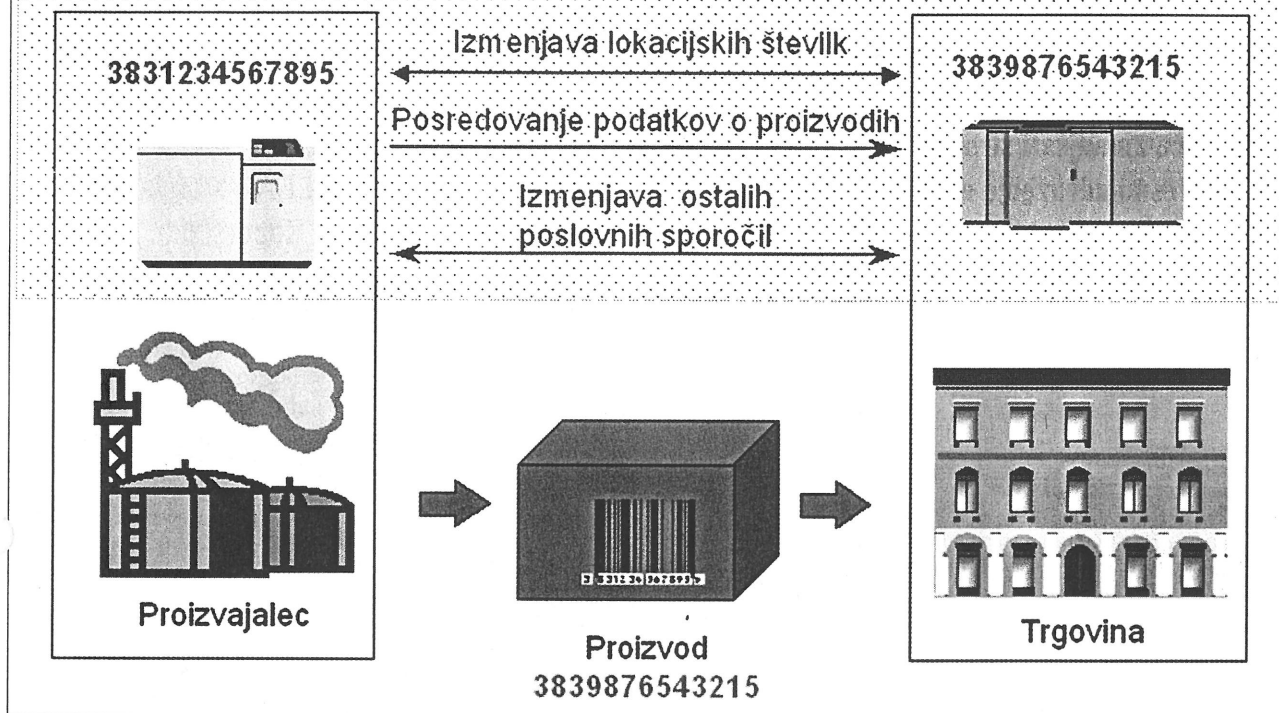 Izmenjava lokacijskih številk
3831234567895
3839876543215
Posredovanje podatkov o proizvodih
Izmenjava ostalih
poslovnih sporočil
Proizvajalec
Proizvod
3839876543215
Trgovina